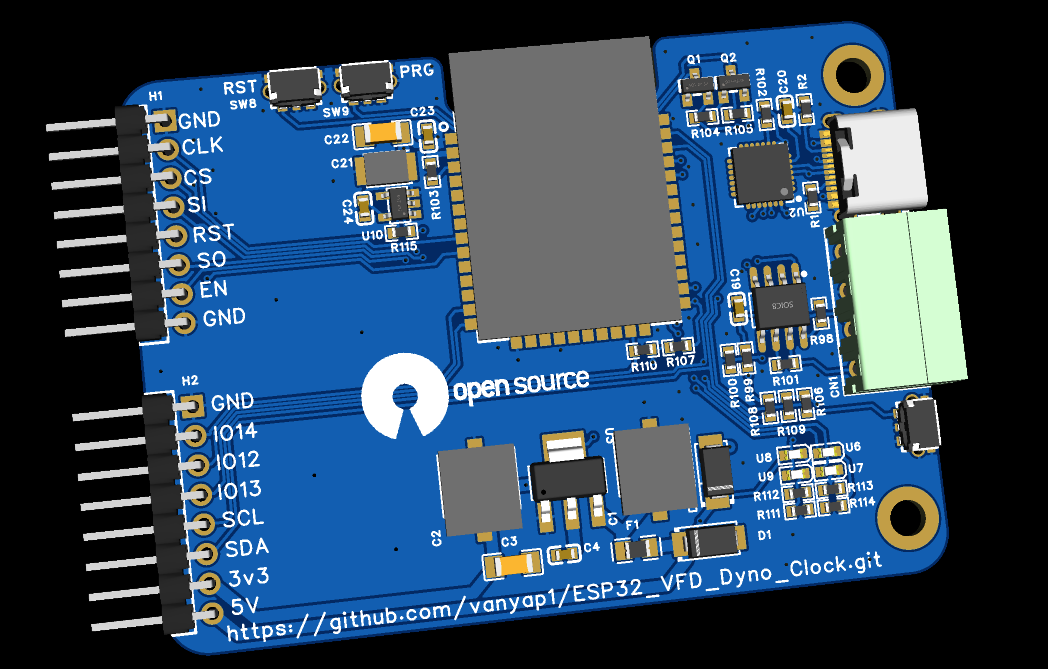 H1
GND
CLK
CS
SI
RST
SO
EN
GND
H2
GND
IO14
IO12
IO13
SCL
SDA
3v3
5V
RST
SW8
PRG
SW9
C23
C22
C21
R103
C24
U10
R115
Q1
Q2
R102
C20
R2
R104
R105
U2
C19
SOIC8
R98
R110
R107
R100
R99
R101
CN1
R108
R106
R109
open source
U8
U6
U9
U7
R112
R113
R111
R114
C2
C3
C4
F1
D1
https://github.com/vanyap1/ESP32_VFD_Dyno_Clock.git